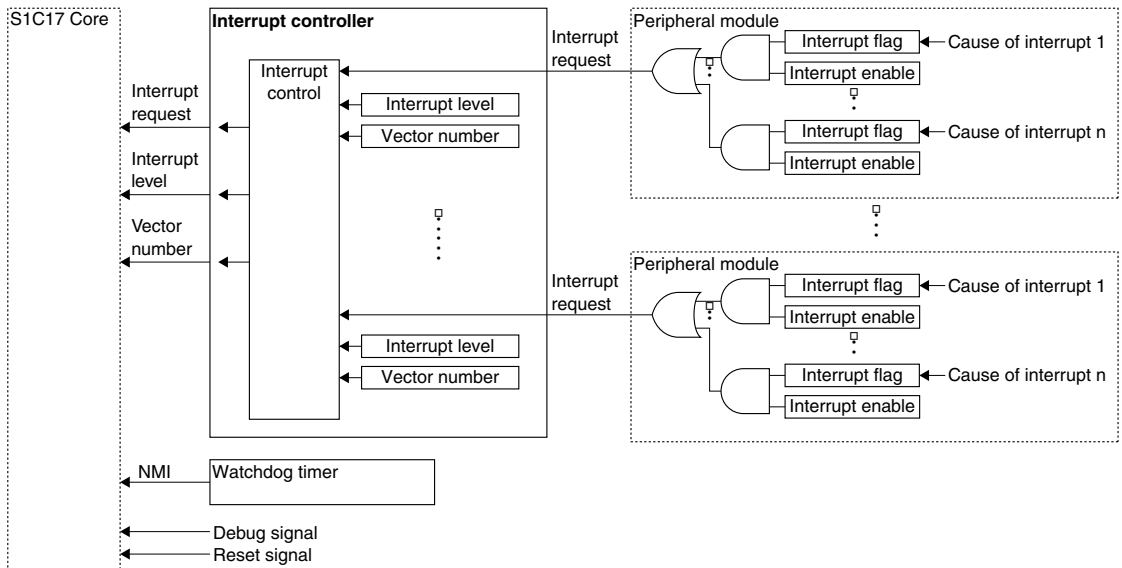 S1C17 Core
Interrupt controller
Peripheral module
Interrupt
request
Interrupt flag
Cause of interrupt 1
Interrupt
control
Interrupt enable
Interrupt
request
Interrupt level
Vector number
Interrupt flag
Cause of interrupt n
Interrupt enable
Interrupt
level
Vector
number
Peripheral module
Interrupt
request
Interrupt flag
Cause of interrupt 1
Interrupt enable
Interrupt level
Vector number
Interrupt flag
Cause of interrupt n
Interrupt enable
NMI
Watchdog timer
Debug signal
Reset signal